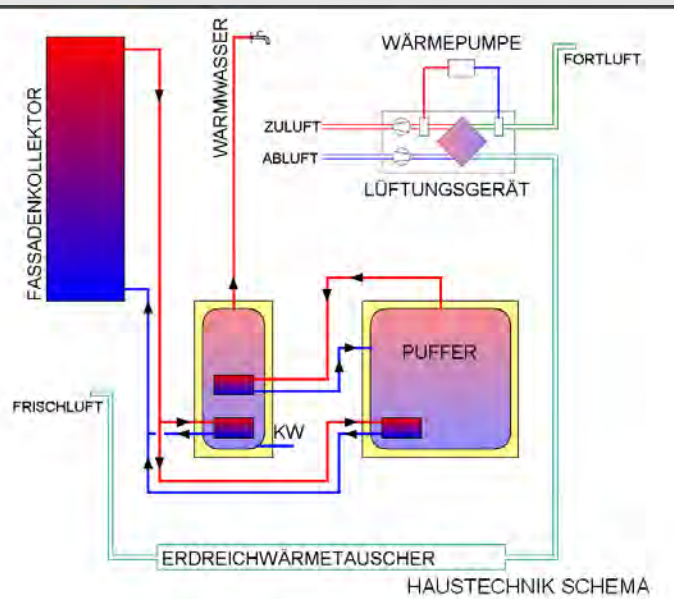 WÄRMEPUMPE
FORTLUFT
WARMWASSER
FASSADENKOLLEKTOR
ZULUFT
ABLUFT
LÜFTUNGSGERÄT
PUFFER
FRISCHLUFT
KW
ERDREICHWÄRMETAUSCHER
HAUSTECHNIK SCHEMA